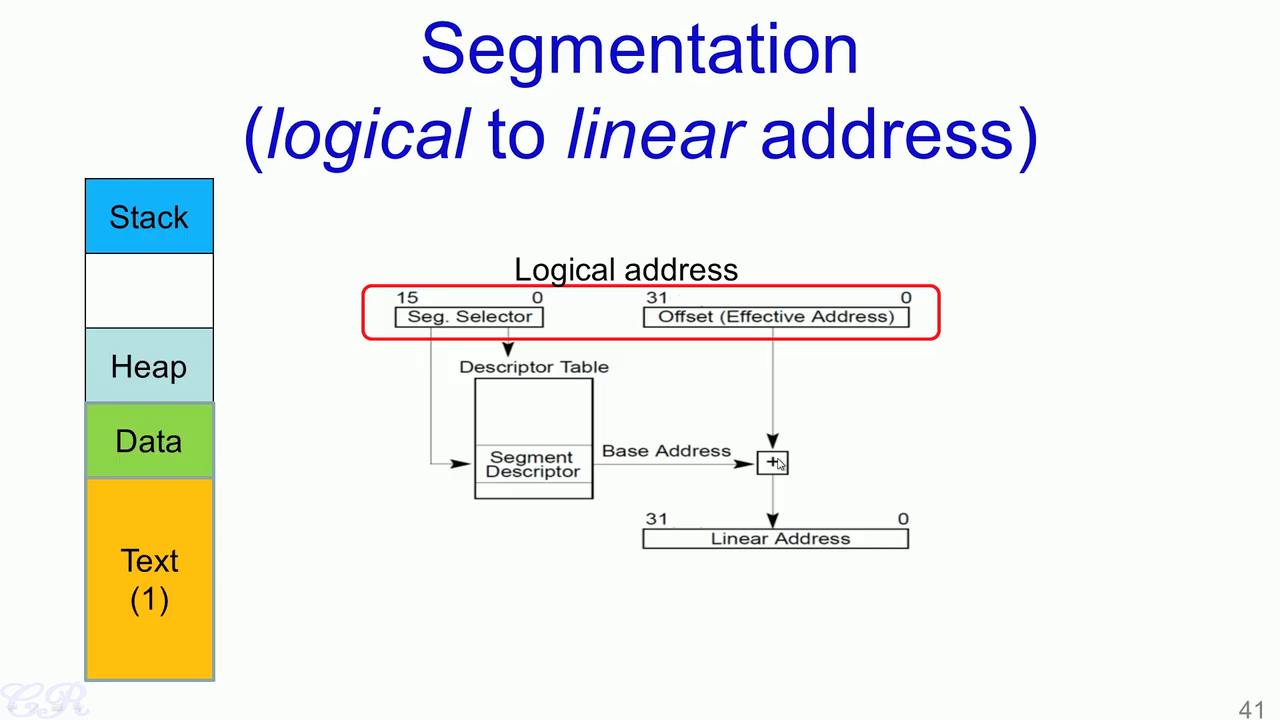 Segmentation
(logical to linear address)
Stack
Heap
Data
Text
(1)
Logical address
15 0 31 0
Seg. Selector Offset (Effective Address)
Descriptor Table
Base Address
Segment
Descriptor
+
31 0
Linear Address
CR
41